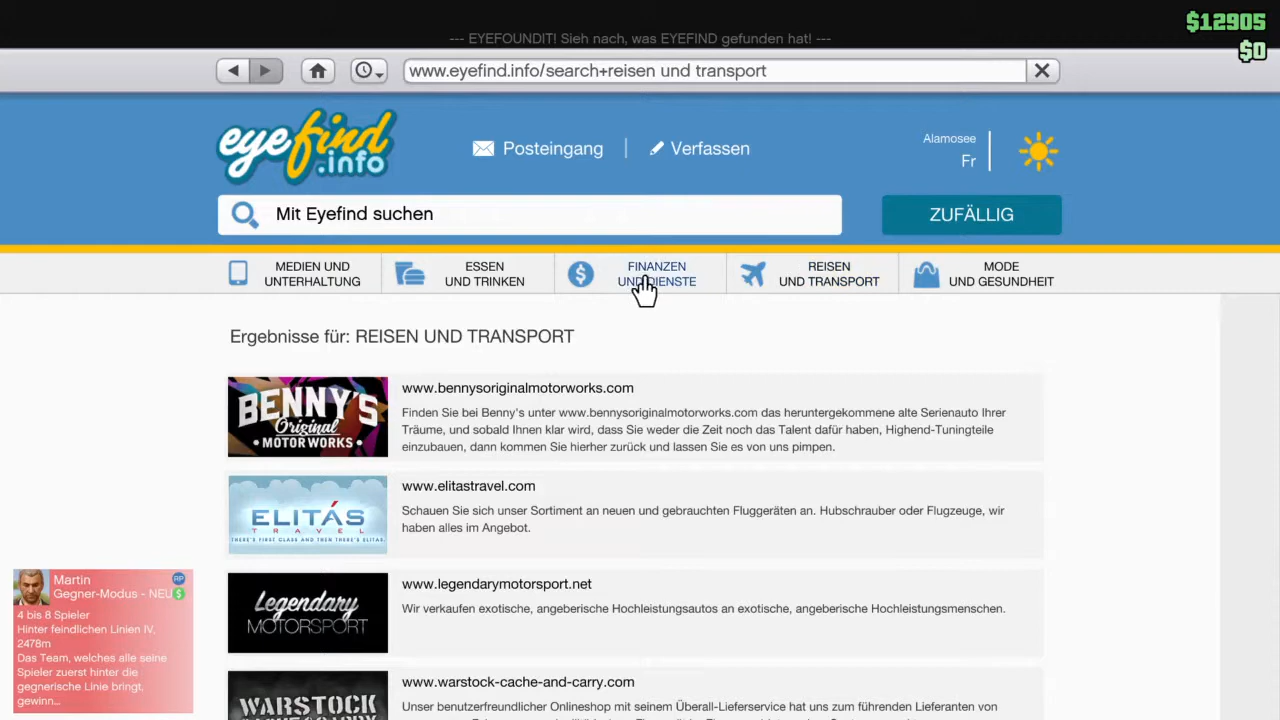 $12905
$0
--- EYEFOUNDIT! Sieh nach, was EYEFIND gefunden hat! ---
www.eyefind.info/search+reisen und transport
eyefind.info
Posteingang
Verfassen
Alamosee
Fr
Mit Eyefind suchen
ZUFÄLLIG
MEDIEN UND UNTERHALTUNG
ESSEN UND TRINKEN
FINANZEN UND DIENSTE
REISEN UND TRANSPORT
MODE UND GESUNDHEIT
Ergebnisse für: REISEN UND TRANSPORT
BENNY'S
Original
MOTOR WORKS
www.bennysoriginalmotorworks.com
Finden Sie bei Benny's unter www.bennysoriginalmotorworks.com das heruntergekommene alte Serienauto Ihrer
Träume, und sobald Ihnen klar wird, dass Sie weder die Zeit noch das Talent dafür haben, Highend-Tuningteile
einzubauen, dann kommen Sie hierher zurück und lassen Sie es von uns pimpen.
ELITÁS
TRAVEL
THERE'S FIRST CLASS AND THEN THERE'S ELITAS
www.elitastravel.com
Schauen Sie sich unser Sortiment an neuen und gebrauchten Fluggeräten an. Hubschrauber oder Flugzeuge, wir
haben alles im Angebot.
Legendary
MOTORSPORT
www.legendarymotorsport.net
Wir verkaufen exotische, angeberische Hochleistungsautos an exotische, angeberische Hochleistungsmenschen.
WARSTOCK
www.warstock-cache-and-carry.com
Unser benutzerfreundlicher Onlineshop mit seinem Überall-Lieferservice hat uns zum führenden Lieferanten von
Martin
RP
Gegner-Modus - NEU
$
4 bis 8 Spieler
Hinter feindlichen Linien IV,
2478m
Das Team, welches alle seine
Spieler zuerst hinter die
gegnerische Linie bringt,
gewinn...